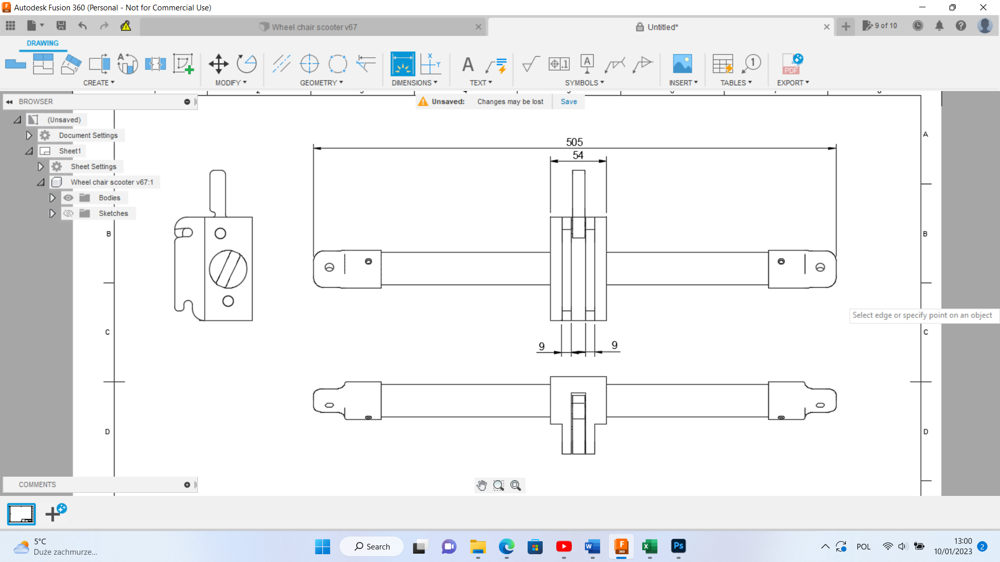 Autodesk Fusion 360 (Personal - Not for Commercial Use)
Wheel chair scooter v67
Untitled*
9 of 10
DRAWING
CREATE
MODIFY
GEOMETRY
DIMENSIONS
TEXT
SYMBOLS
INSERT
TABLES
EXPORT
BROWSER
Unsaved: Changes may be lost Save
(Unsaved)
Document Settings
Sheet1
Sheet Settings
Wheel chair scooter v67:1
Bodies
Sketches
A
505
54
B
B
Select edge or specify point on an object
C
C
9
9
D
D
COMMENTS
5°C
Duże zachmurze...
Search
POL
13:00
10/01/2023
2